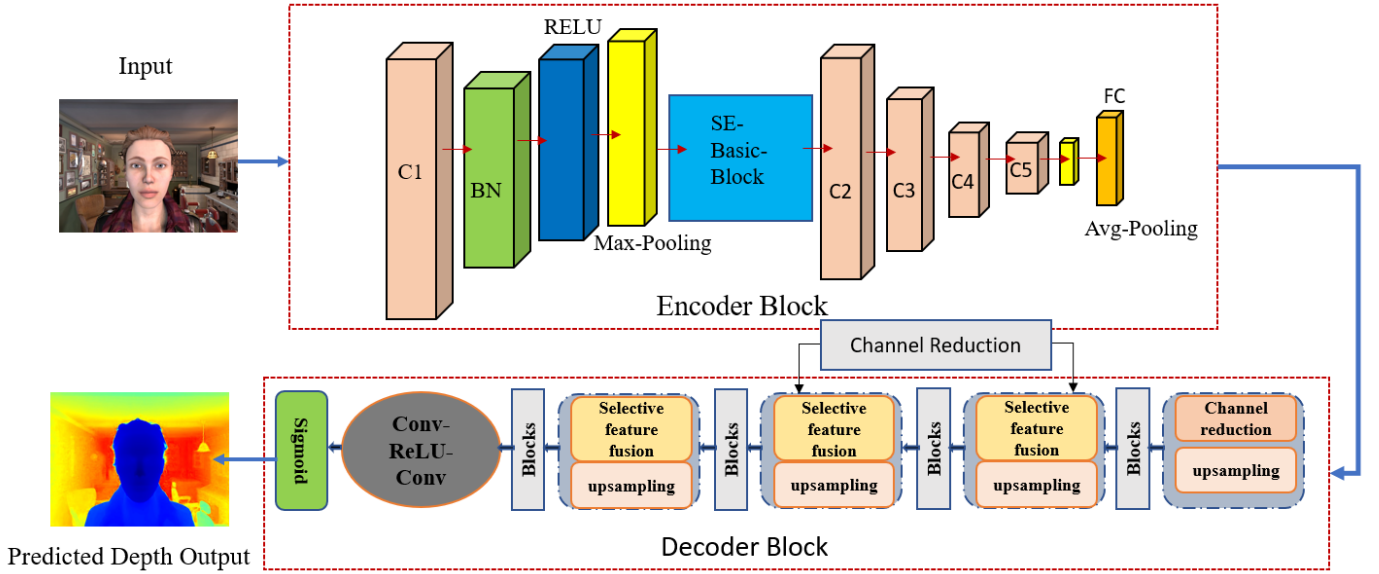 Input
C1
BN
RELU
Max-Pooling
SE-
Basic-
Block
C2
C3
C4
C5
FC
Avg-Pooling
Encoder Block
Channel Reduction
Predicted Depth Output
Sigmoid
Conv-
ReLU-
Conv
Blocks
Selective
feature
fusion
upsampling
Blocks
Selective
feature
fusion
upsampling
Blocks
Selective
feature
fusion
upsampling
Blocks
Channel
reduction
upsampling
Decoder Block